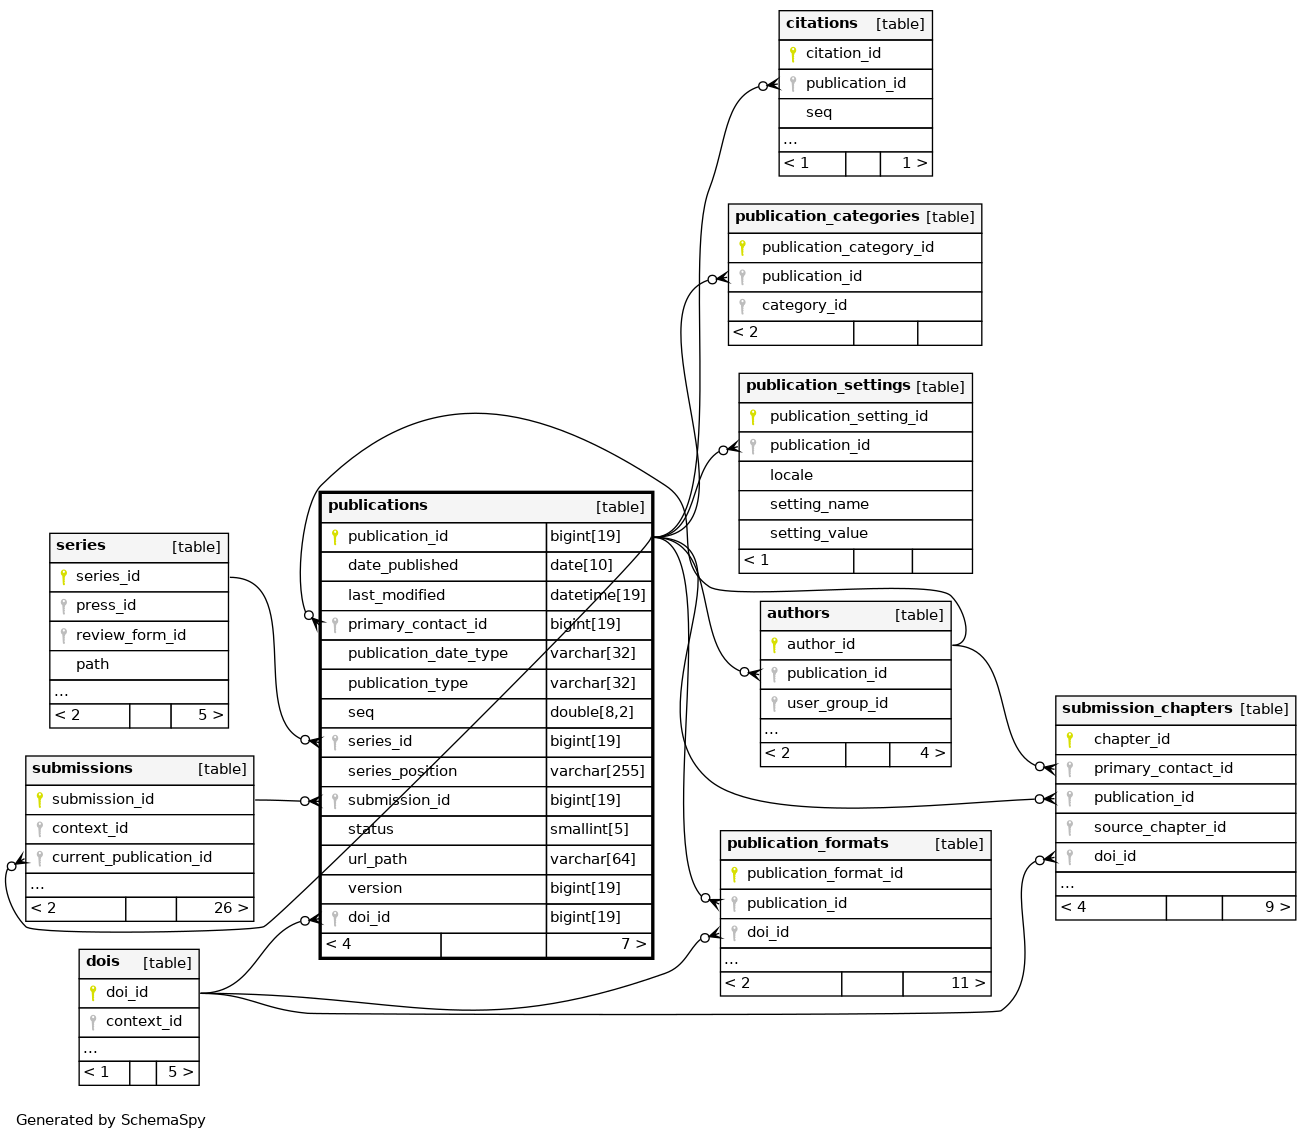 citations [table]
citation_id
publication_id
seq
...
< 1 1 >
publication_categories [table]
publication_category_id
publication_id
category_id
< 2
publication_settings [table]
publication_setting_id
publication_id
locale
setting_name
setting_value
< 1
publications [table]
publication_id bigint[19]
date_published date[10]
last_modified datetime[19]
primary_contact_id bigint[19]
publication_date_type varchar[32]
publication_type varchar[32]
seq double[8,2]
series_id bigint[19]
series_position varchar[255]
submission_id bigint[19]
status smallint[5]
url_path varchar[64]
version bigint[19]
doi_id bigint[19]
< 4 7 >
series [table]
series_id
press_id
review_form_id
path
...
< 2 5 >
authors [table]
author_id
publication_id
user_group_id
...
< 2 4 >
submission_chapters [table]
chapter_id
primary_contact_id
publication_id
source_chapter_id
doi_id
...
< 4 9 >
submissions [table]
submission_id
context_id
current_publication_id
...
< 2 26 >
publication_formats [table]
publication_format_id
publication_id
doi_id
...
< 2 11 >
dois [table]
doi_id
context_id
...
< 1 5 >
Generated by SchemaSpy